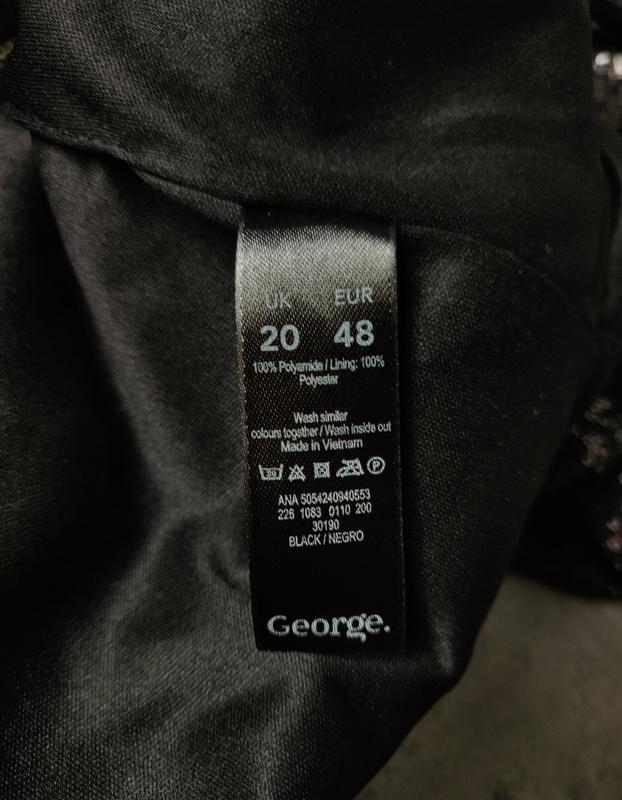 UK EUR
20 48
100% Polyamide / Lining: 100%
Polyester
Wash similar
colours together / Wash inside out
Made in Vietnam
30 P
ANA 5054240940553
226 1083 0110 200
30190
BLACK / NEGRO
George.